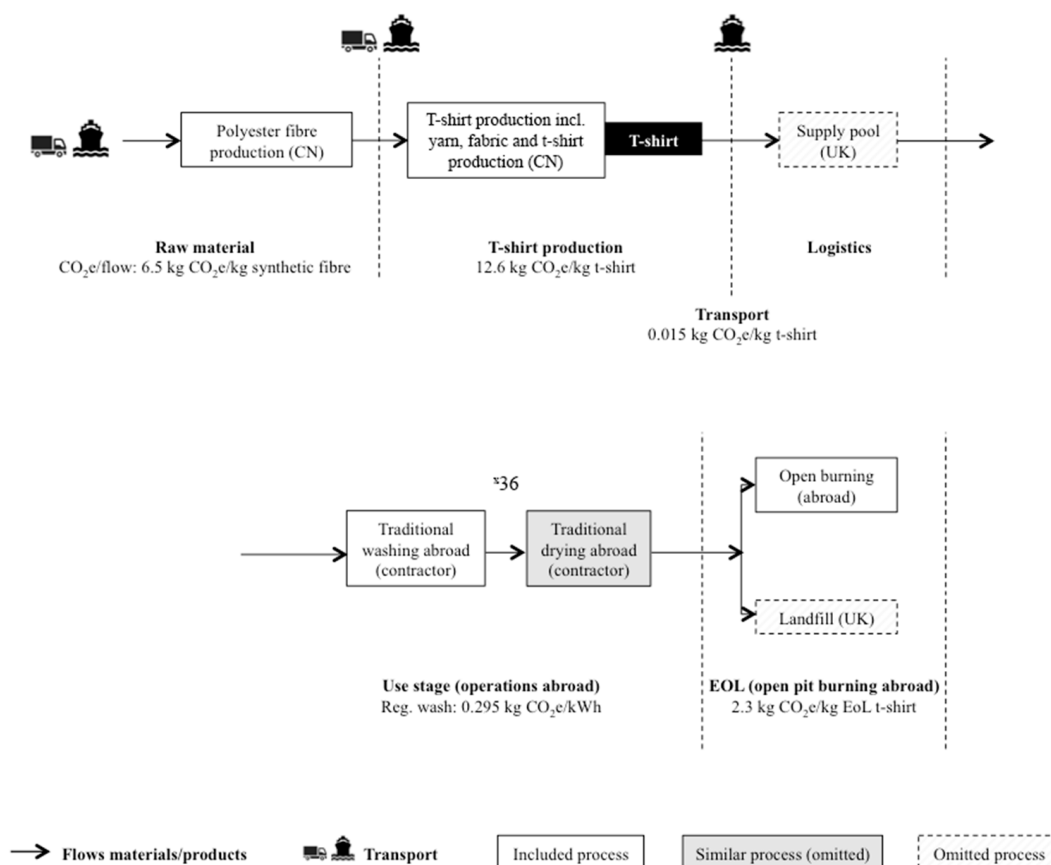 Polyester fibre
production (CN)
T-shirt production incl.
yarn, fabric and t-shirt
production (CN)
T-shirt
Supply pool
(UK)
Raw material
CO₂e/flow: 6.5 kg CO₂e/kg synthetic fibre
T-shirt production
12.6 kg CO₂e/kg t-shirt
Logistics
Transport
0.015 kg CO₂e/kg t-shirt
x36
Traditional
washing abroad
(contractor)
Traditional
drying abroad
(contractor)
Open burning
(abroad)
Landfill (UK)
Use stage (operations abroad)
Reg. wash: 0.295 kg CO₂e/kWh
EOL (open pit burning abroad)
2.3 kg CO₂e/kg EoL t-shirt
Flows materials/products
Transport
Included process
Similar process (omitted)
Omitted process